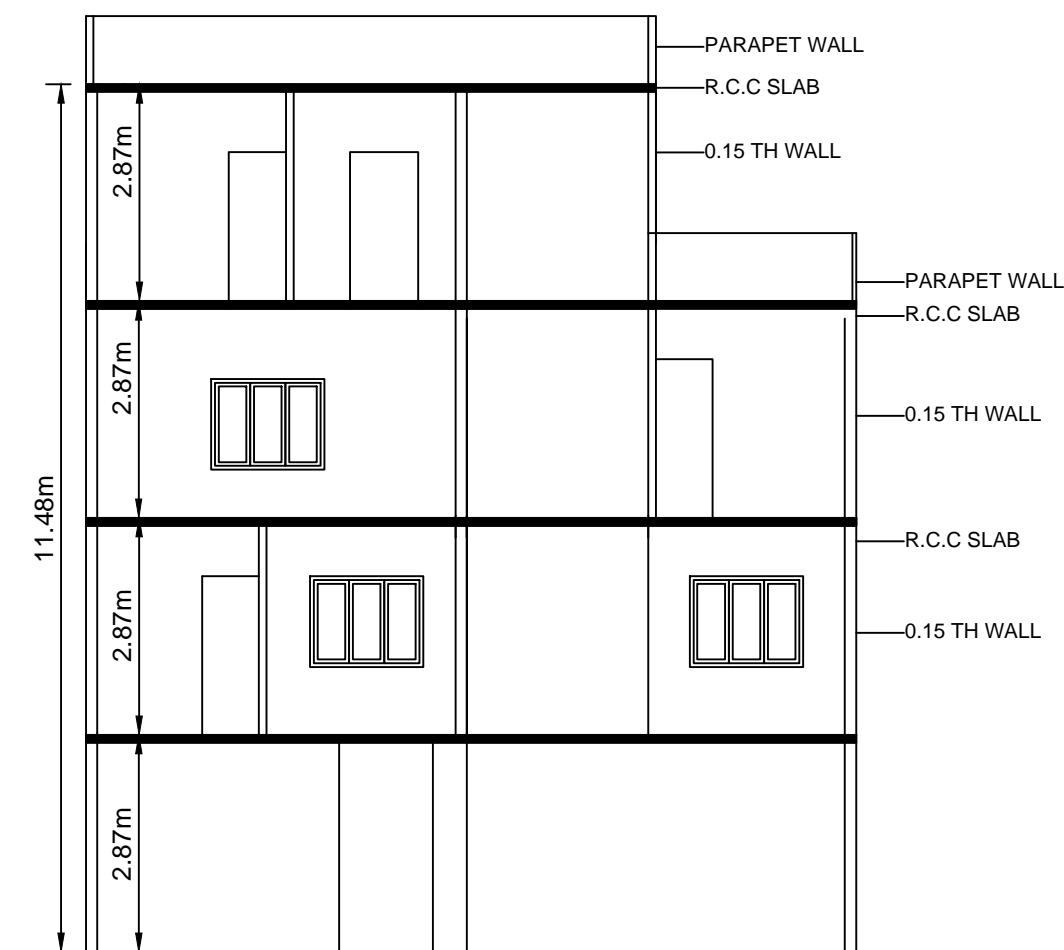 PARAPET WALL
R.C.C SLAB
2.87m
0.15 TH WALL
PARAPET WALL
R.C.C SLAB
2.87m
0.15 TH WALL
11.48m
R.C.C SLAB
2.87m
0.15 TH WALL
2.87m